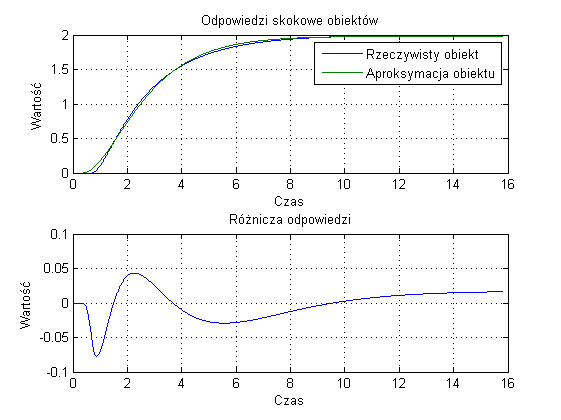 Odpowiedzi skokowe obiektów
Wartość
2
1.5
1
0.5
0
Rzeczywisty obiekt
Aproksymacja obiektu
0 2 4 6 8 10 12 14 16
Czas
Różnicza odpowiedzi
Wartość
0.1
0.05
0
-0.05
-0.1
0 2 4 6 8 10 12 14 16
Czas